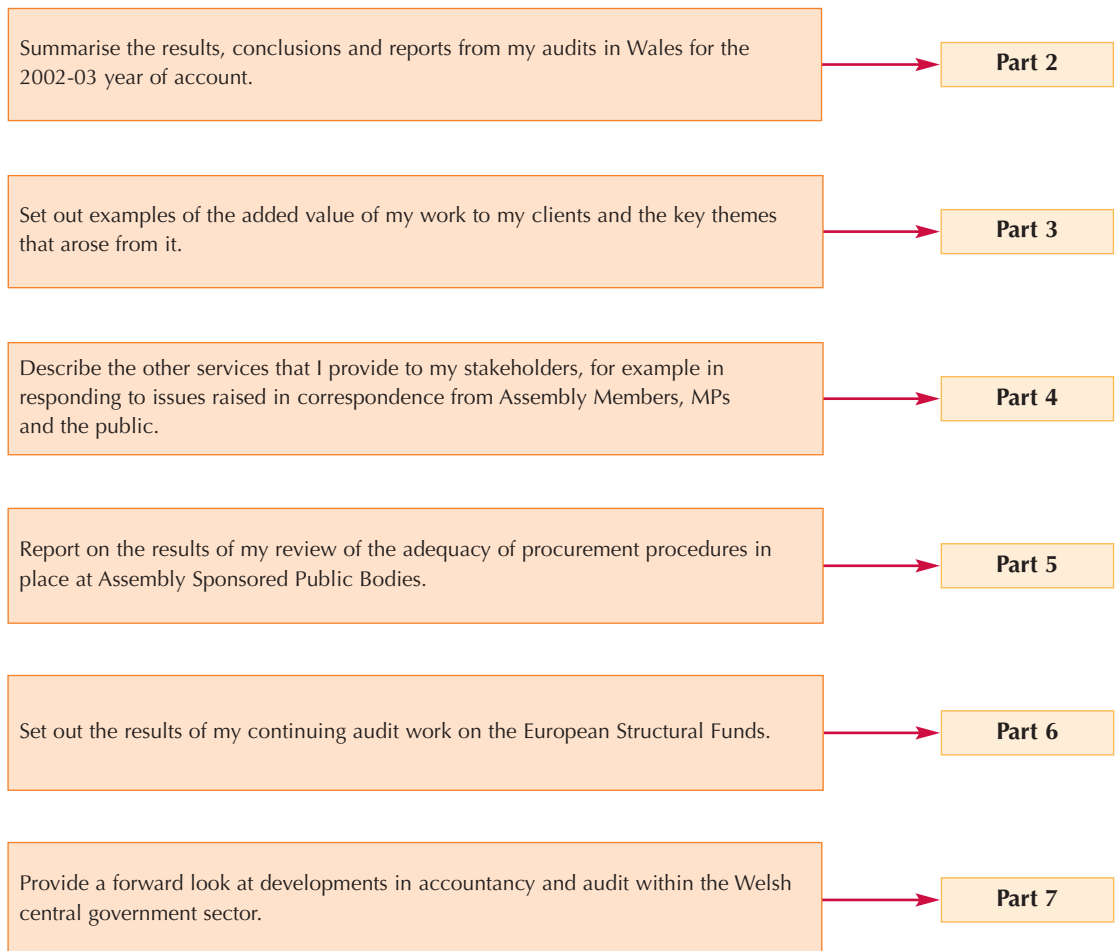 Summarise the results, conclusions and reports from my audits in Wales for the
2002-03 year of account.
Part 2
Set out examples of the added value of my work to my clients and the key themes
that arose from it.
Part 3
Describe the other services that I provide to my stakeholders, for example in
responding to issues raised in correspondence from Assembly Members, MPs
and the public.
Part 4
Report on the results of my review of the adequacy of procurement procedures in
place at Assembly Sponsored Public Bodies.
Part 5
Set out the results of my continuing audit work on the European Structural Funds.
Part 6
Provide a forward look at developments in accountancy and audit within the Welsh
central government sector.
Part 7